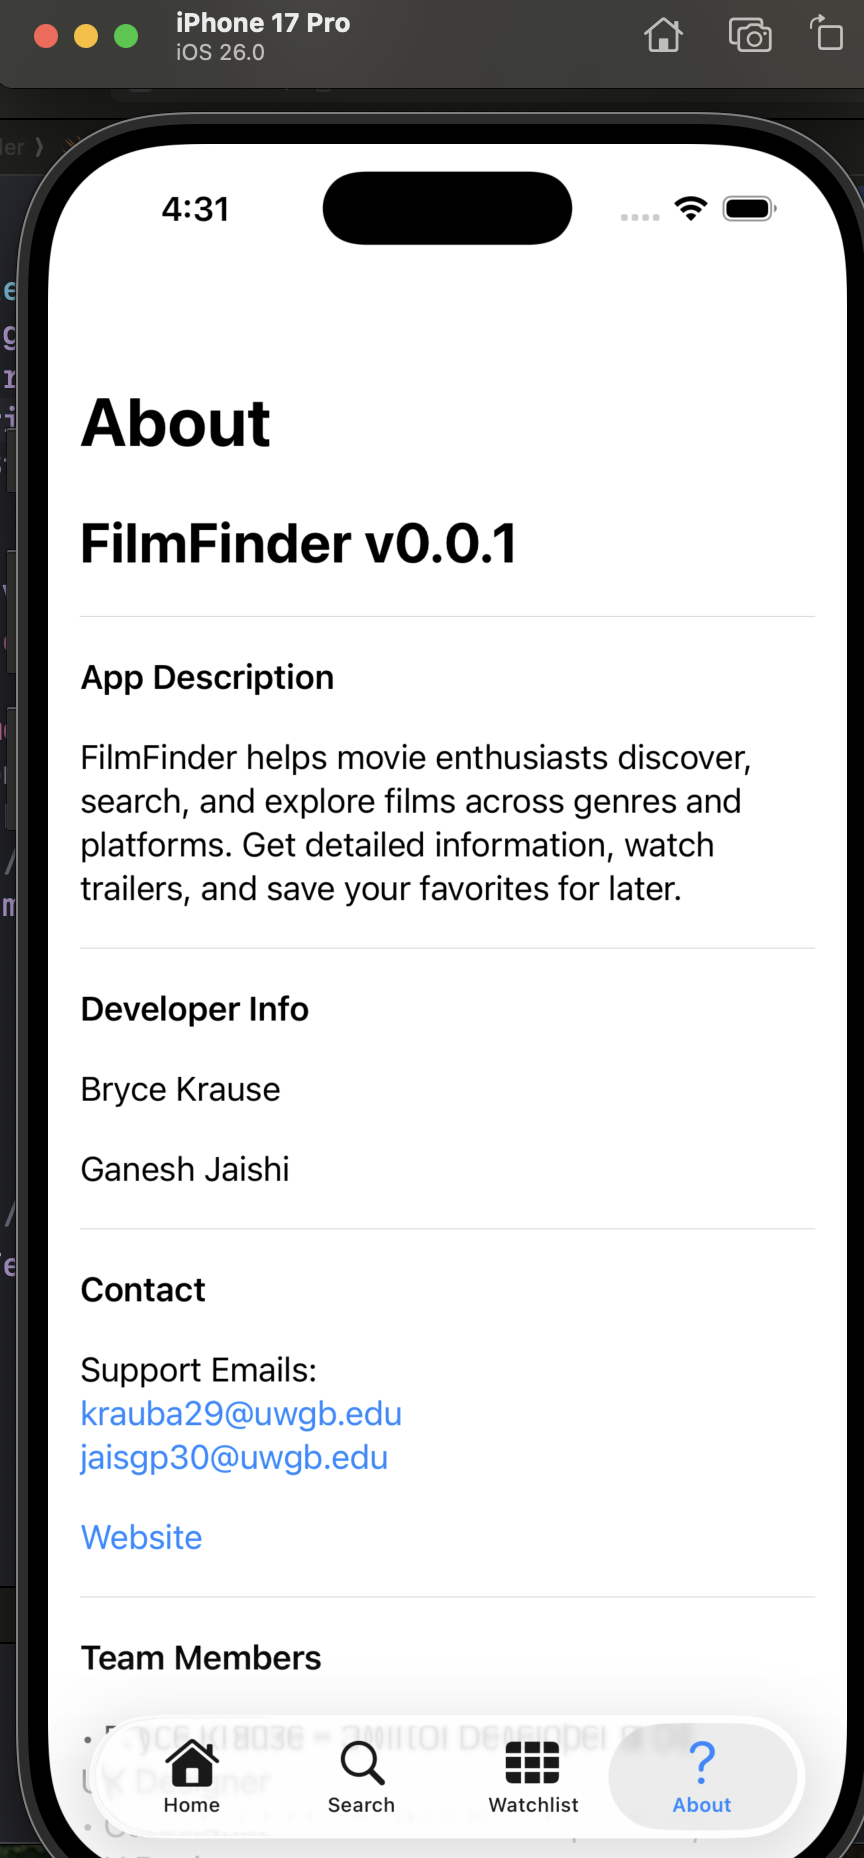 iPhone 17 Pro
iOS 26.0
4:31
About
FilmFinder v0.0.1
App Description
FilmFinder helps movie enthusiasts discover,
search, and explore films across genres and
platforms. Get detailed information, watch
trailers, and save your favorites for later.
Developer Info
Bryce Krause
Ganesh Jaishi
Contact
Support Emails:
krauba29@uwgb.edu
jaisgp30@uwgb.edu
Website
Team Members
Home
Search
Watchlist
About